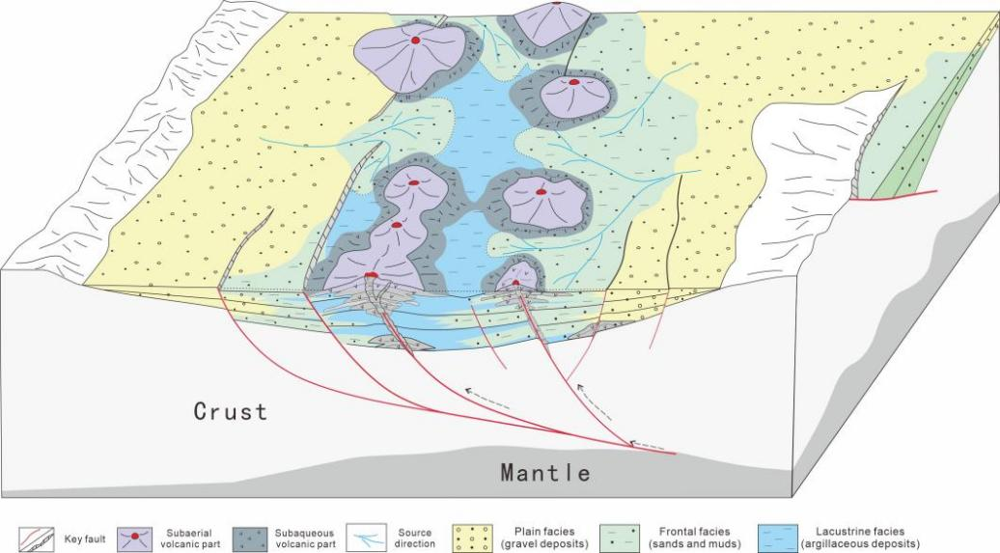 Crust
Mantle
Key fault
Subaerial
volcanic part
Subaqueous
volcanic part
Source
direction
Plain facies
(gravel deposits)
Frontal facies
(sands and muds)
Lacustrine facies
(argillaceous deposits)